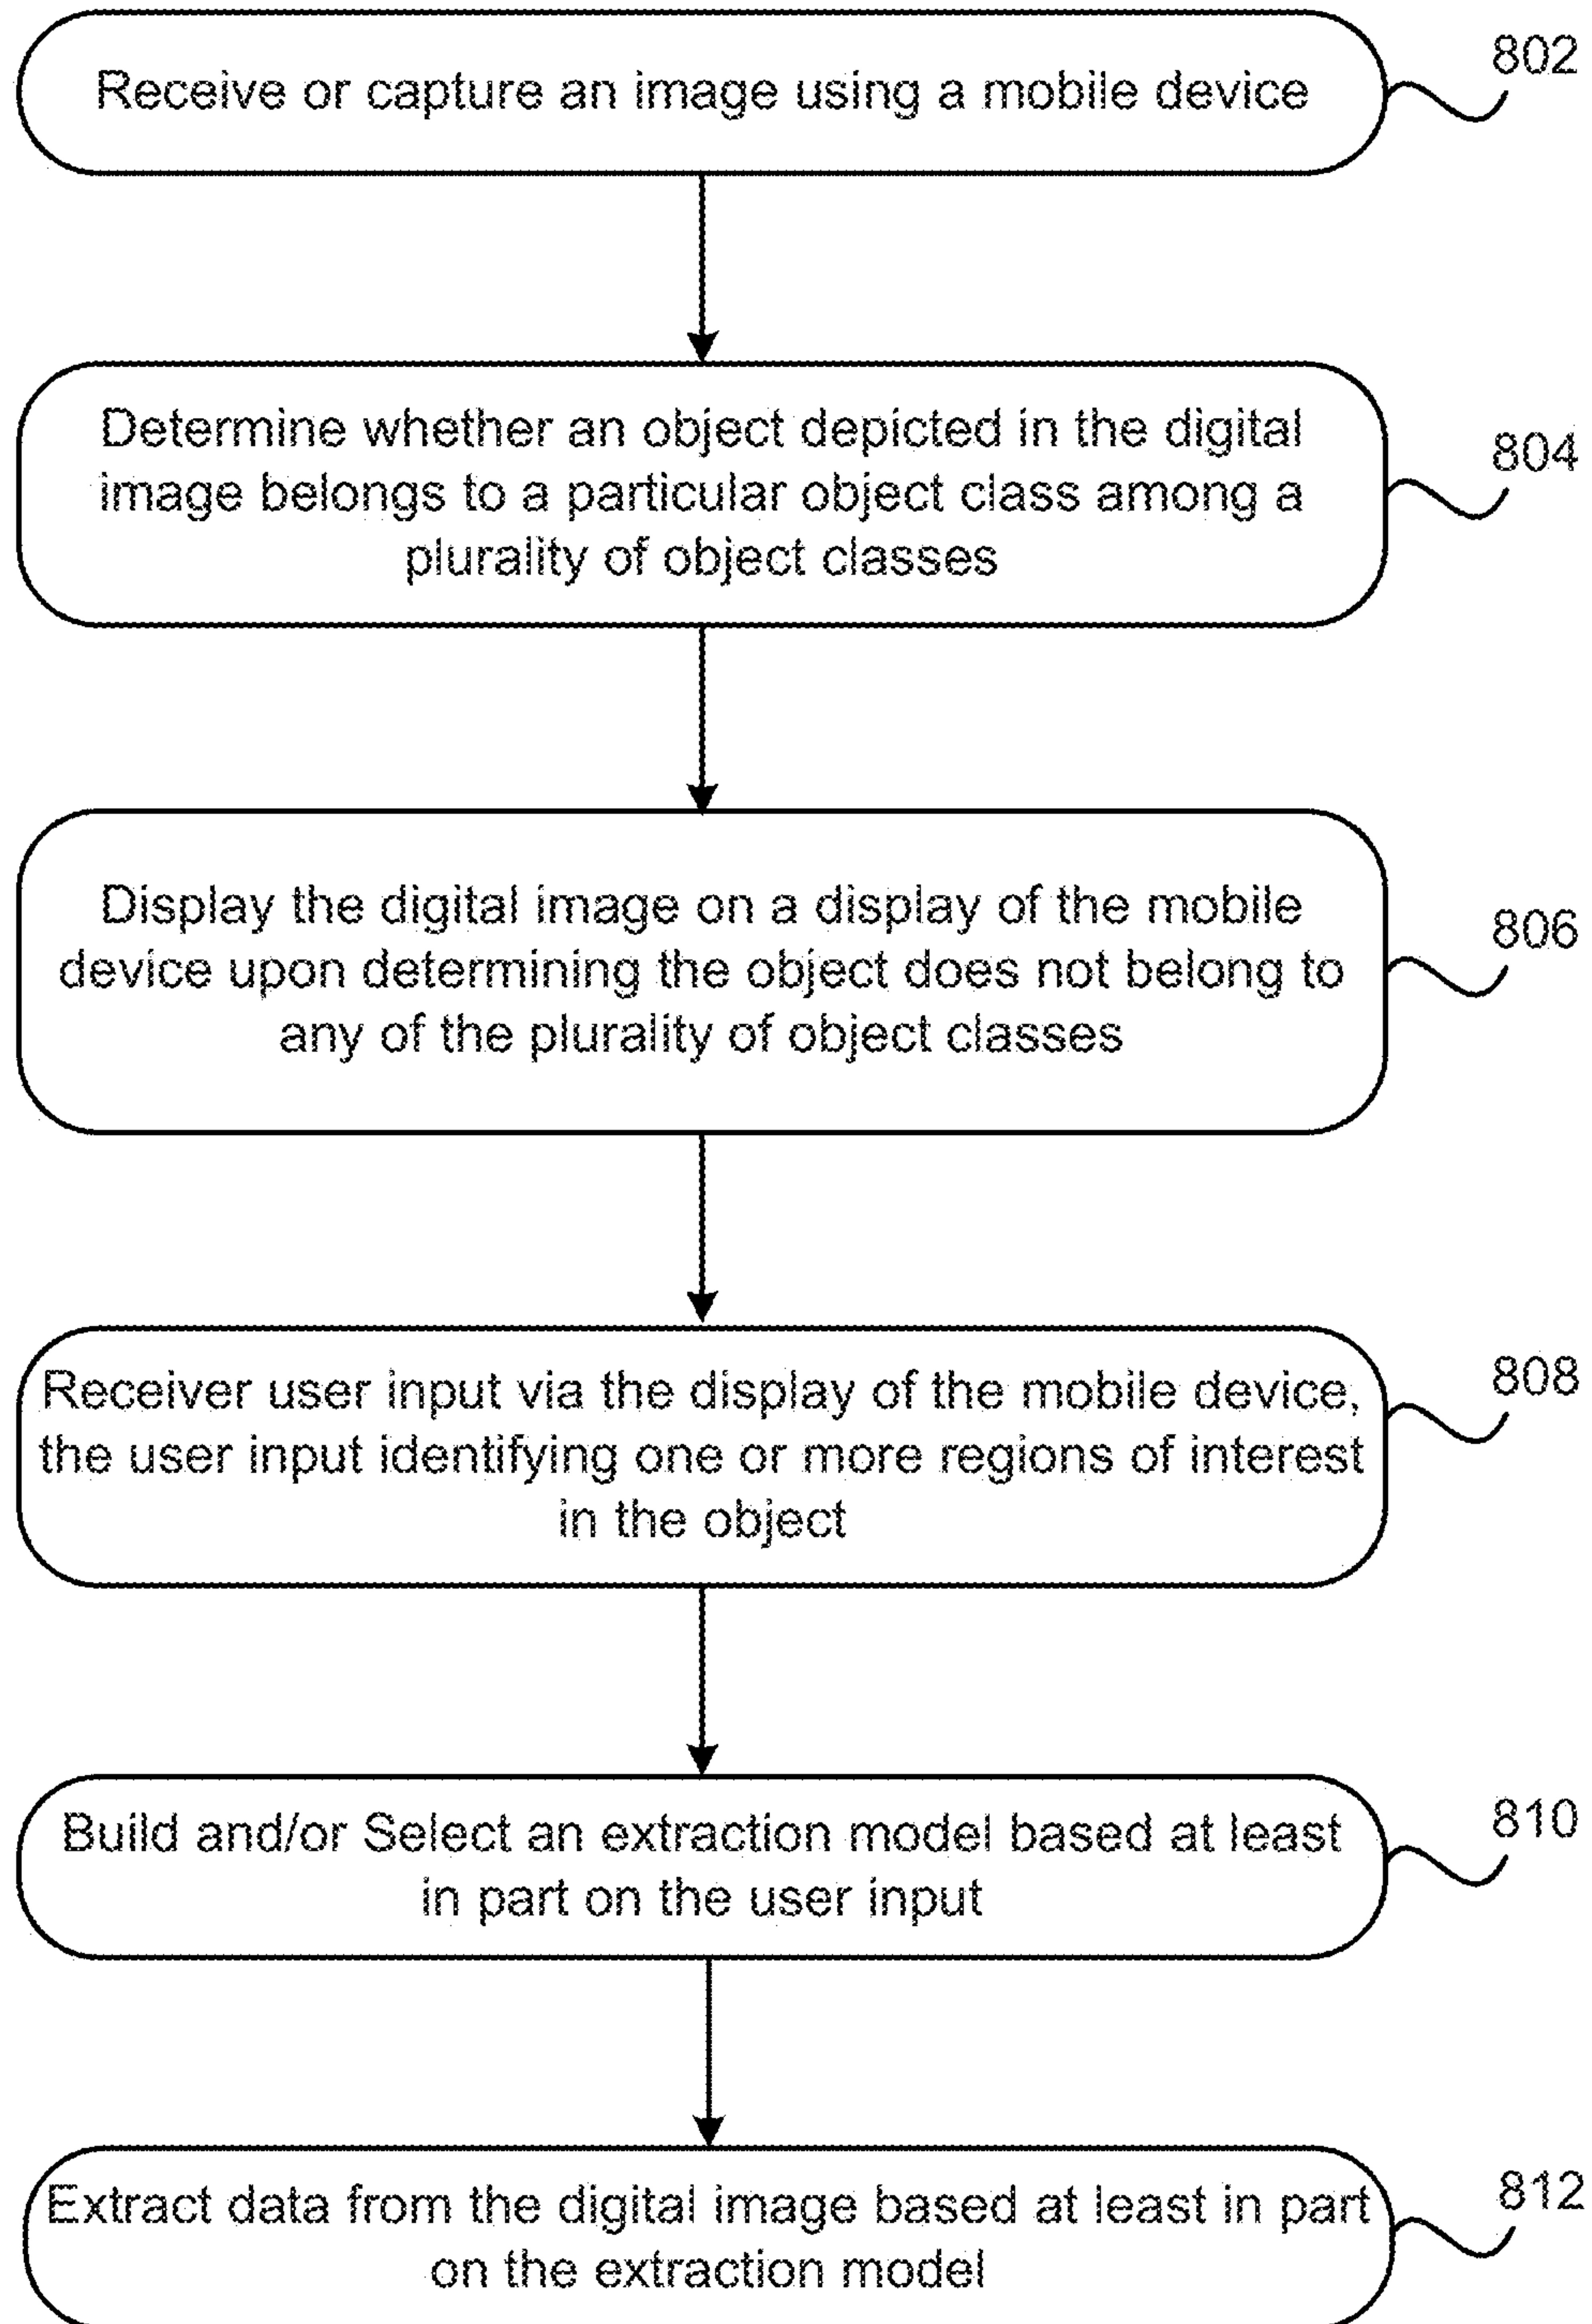 Receive or capture an image using a mobile device
802
Determine whether an object depicted in the digital
image belongs to a particular object class among a
plurality of object classes
804
Display the digital image on a display of the mobile
device upon determining the object does not belong to
any of the plurality of object classes
806
Receiver user input via the display of the mobile device,
the user input identifying one or more regions of interest
in the object
808
Build and/or Select an extraction model based at least
in part on the user input
810
Extract data from the digital image based at least in part
on the extraction model
812